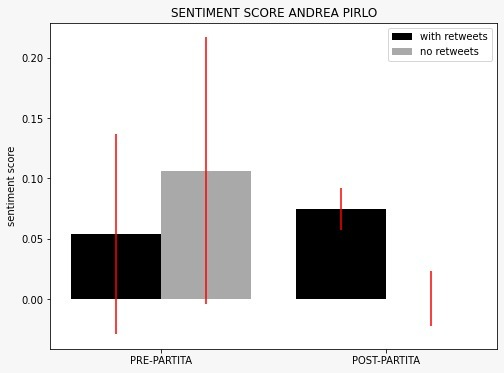 SENTIMENT SCORE ANDREA PIRLO
with retweets
no retweets
sentiment score
0.20
0.15
0.10
0.05
0.00
PRE-PARTITA
POST-PARTITA